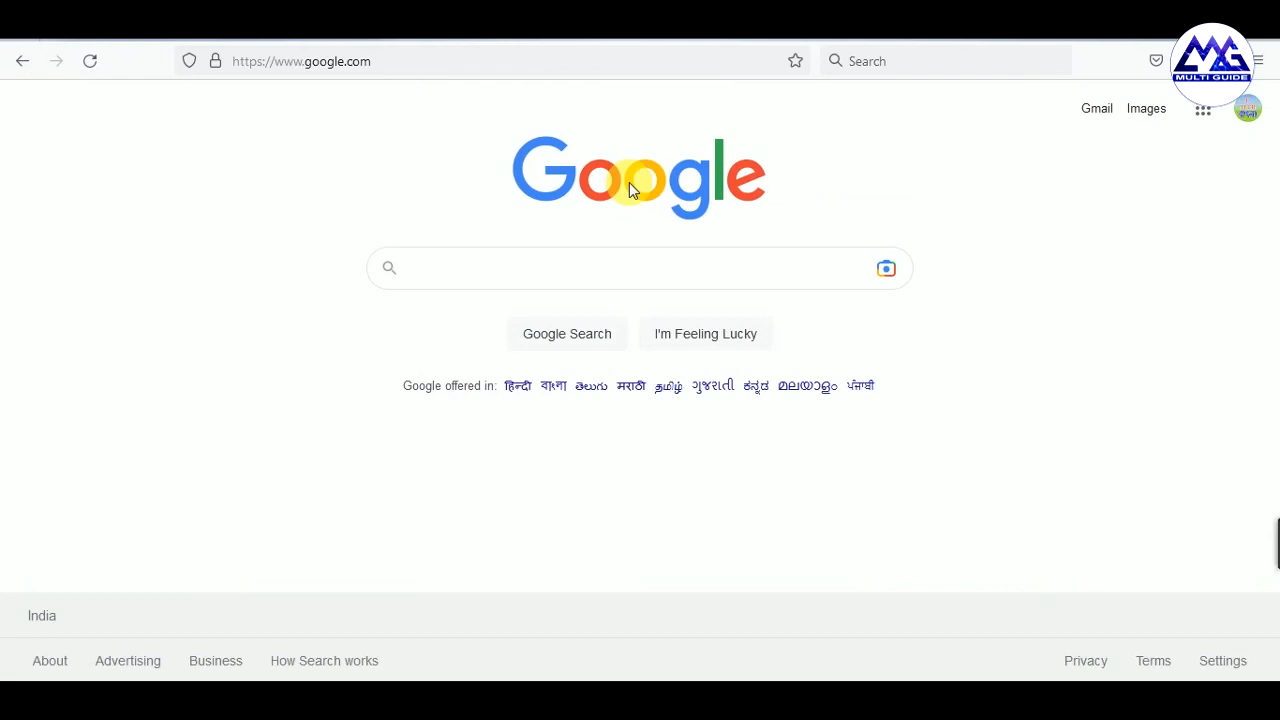 https://www.google.com
Search
MULTI GUIDE
Gmail Images
Google
Google Search I'm Feeling Lucky
Google offered in: हिन्दी বাংলা తెలుగు मराठी தமிழ் ગુજરાતી ಕನ್ನಡ മലയാളം ਪੰਜਾਬੀ
India
About Advertising Business How Search works Privacy Terms Settings